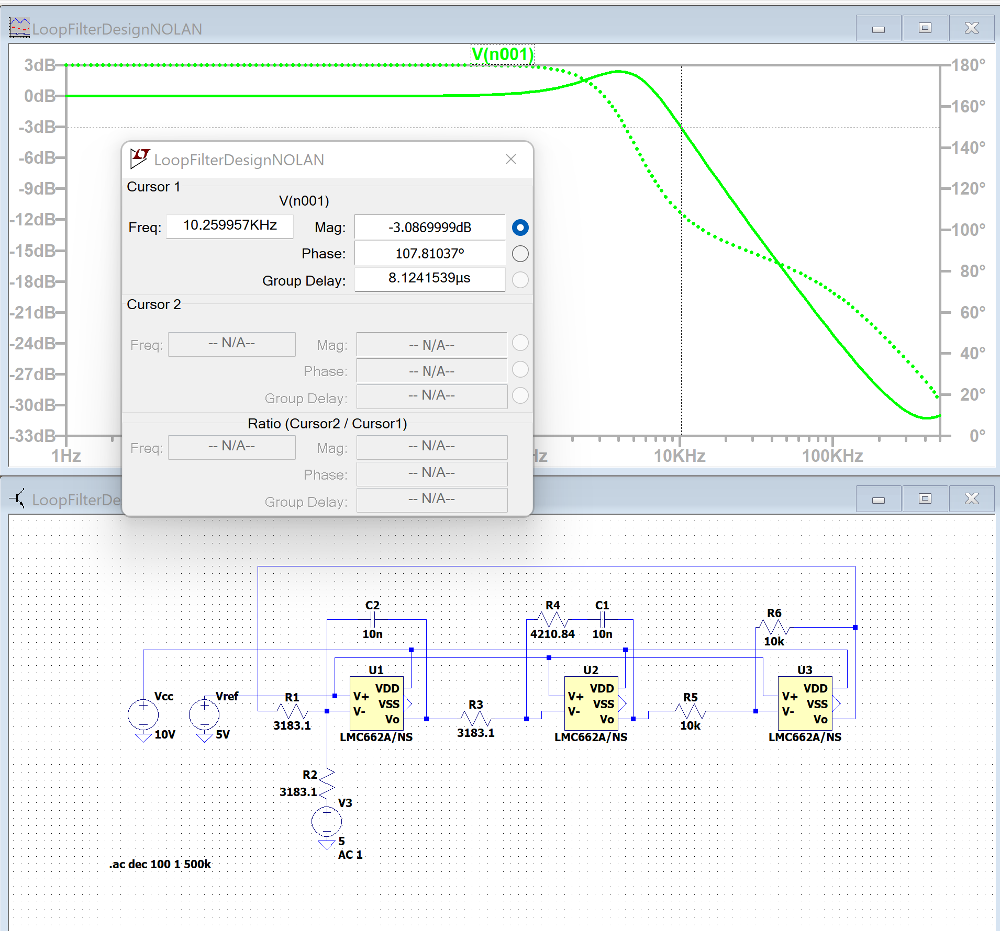 LoopFilterDesignNOLAN
V(n001)
3dB
0dB
-3dB
-6dB
-9dB
-12dB
-15dB
-18dB
-21dB
-24dB
-27dB
-30dB
-33dB
180°
160°
140°
120°
100°
80°
60°
40°
20°
0°
1Hz
Hz
10KHz
100KHz
LoopFilterDesignNOLAN
Cursor 1
V(n001)
Freq: 10.259957KHz Mag: -3.0869999dB
Phase: 107.81037°
Group Delay: 8.1241539µs
Cursor 2
Freq: -- N/A-- Mag: -- N/A--
Phase: -- N/A--
Group Delay: -- N/A--
Ratio (Cursor2 / Cursor1)
Freq: -- N/A-- Mag: -- N/A--
Phase: -- N/A--
Group Delay: -- N/A--
LoopFilterDe
C2
10n
R4
4210.84
C1
10n
R6
10k
U1
VDD
V+
VSS
V-
Vo
LMC662A/NS
U2
VDD
V+
VSS
V-
Vo
LMC662A/NS
U3
VDD
V+
VSS
V-
Vo
LMC662A/NS
Vcc
10V
Vref
5V
R1
3183.1
R3
3183.1
R5
10k
R2
3183.1
V3
5
AC 1
.ac dec 100 1 500k